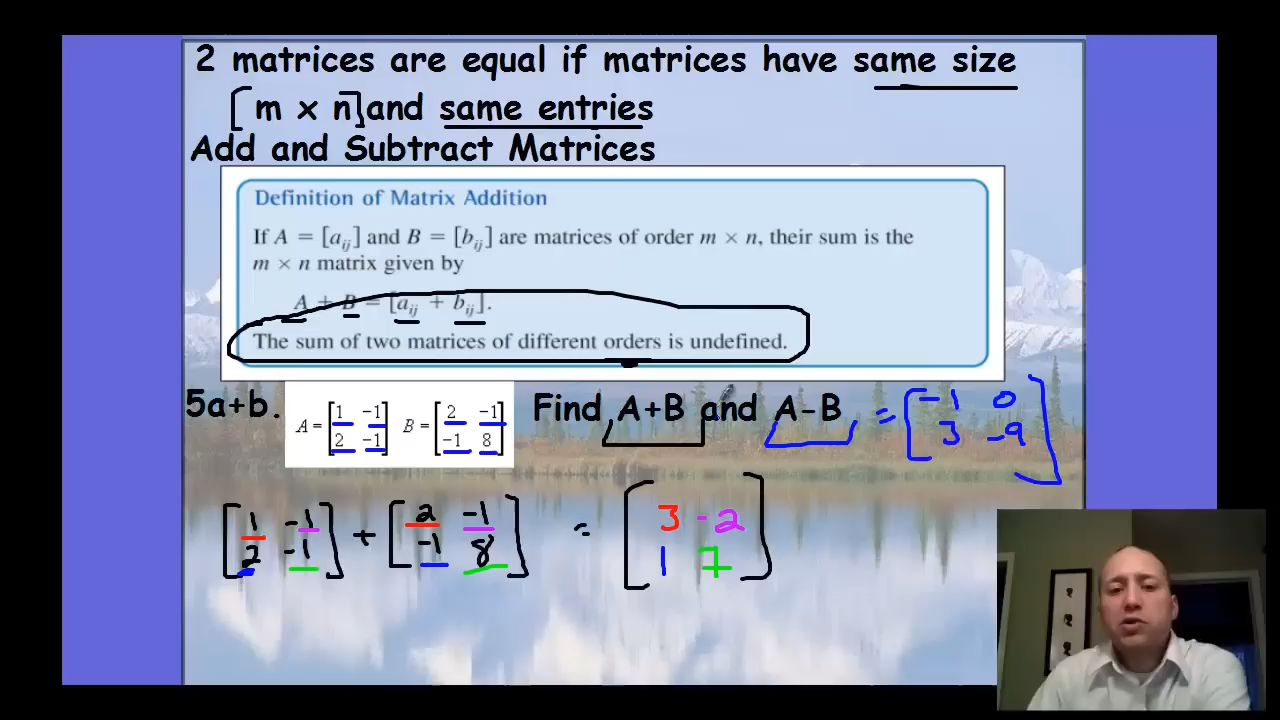 2 matrices are equal if matrices have same size
[m x n] and same entries
Add and Subtract Matrices
Definition of Matrix Addition
If A = [aij] and B = [bij] are matrices of order m × n, their sum is the
m × n matrix given by
A + B = [aij + bij].
The sum of two matrices of different orders is undefined.
5a+b. A = [1 -1 B = [2 -1 Find A+B and A-B = [-1 0
2 -1] -1 8] 3 -9]
[1 -1 + [2 -1 = [3 -2
2 -1] -1 8] 1 7]